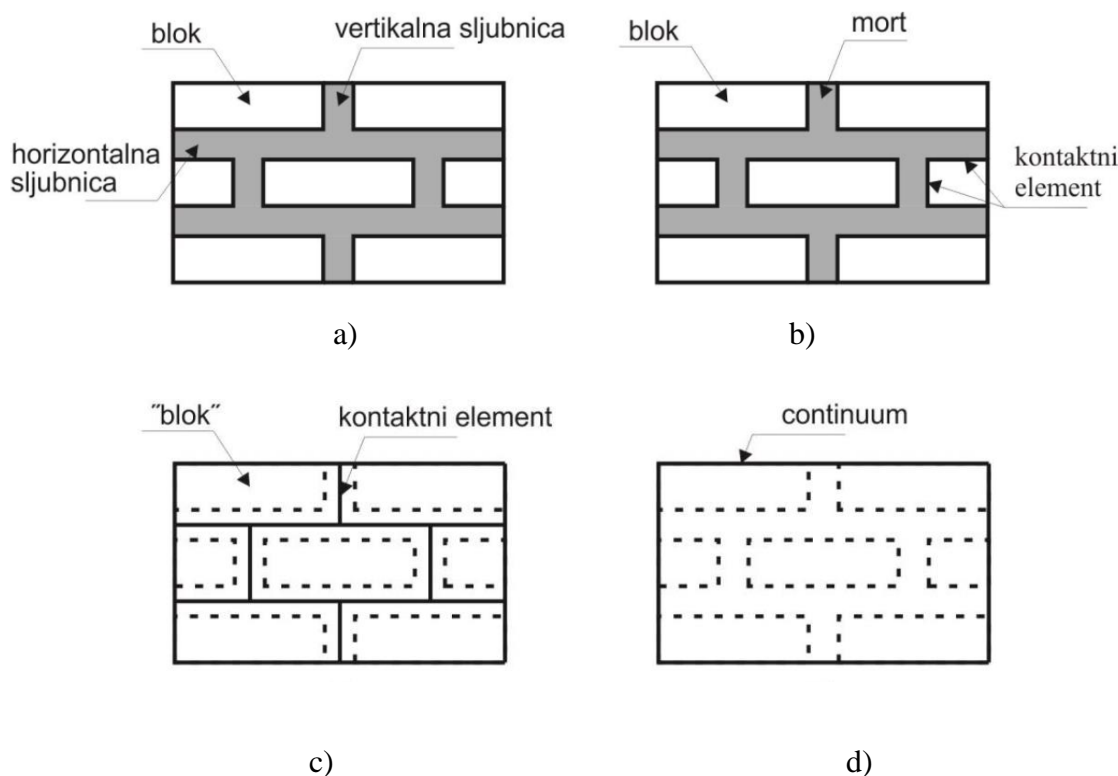 blok
vertikalna sljubnica
horizontalna
sljubnica
a)
blok
mort
kontaktni
element
b)
"blok"
kontaktni element
c)
continuum
d)